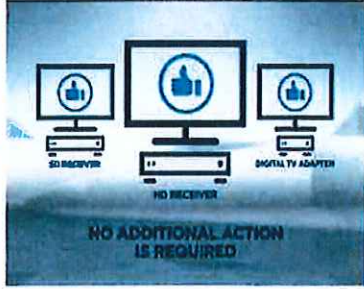 SD RECEIVER
HD RECEIVER
DIGITAL TV ADAPTER
NO ADDITIONAL ACTION
IS REQUIRED